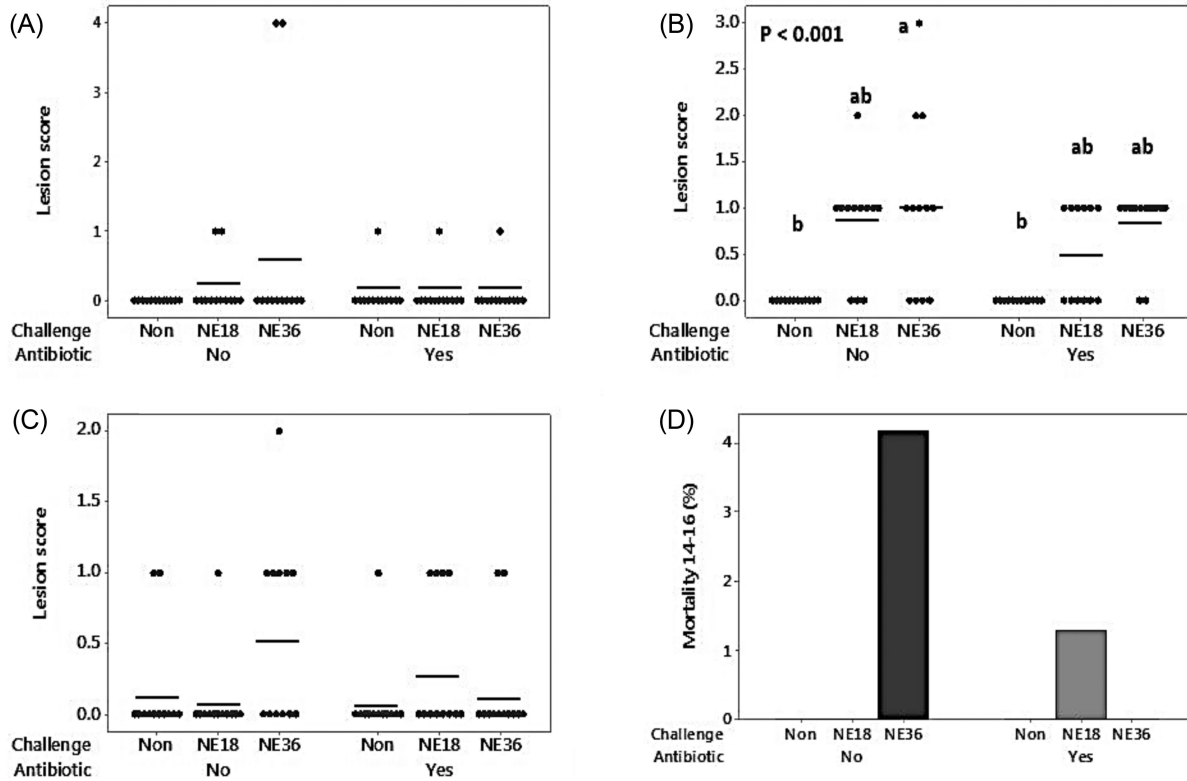 (A)
4
3
2
1
0
Lesion score
Challenge Non NE18 NE36 Non NE18 NE36
Antibiotic No Yes
(B)
P < 0.001
3.0
2.5
2.0
1.5
1.0
0.5
0.0
Lesion score
b ab a b ab ab
Challenge Non NE18 NE36 Non NE18 NE36
Antibiotic No Yes
(C)
2.0
1.5
1.0
0.5
0.0
Lesion score
Challenge Non NE18 NE36 Non NE18 NE36
Antibiotic No Yes
(D)
4
3
2
1
0
Mortality 14-16 (%)
Challenge Non NE18 NE36 Non NE18 NE36
Antibiotic No Yes